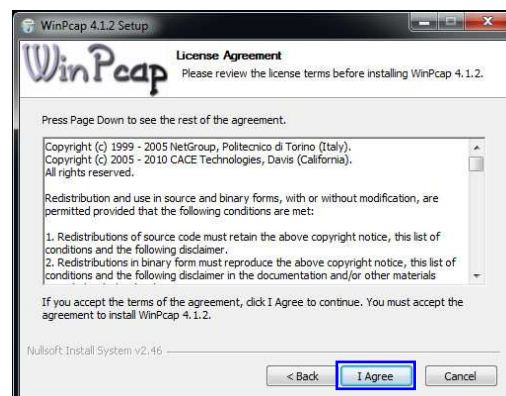 WinPcap 4.1.2 Setup
WinPcap
License Agreement
Please review the license terms before installing WinPcap 4.1.2.
Press Page Down to see the rest of the agreement.
Copyright (c) 1999 - 2005 NetGroup, Politecnico di Torino (Italy).
Copyright (c) 2005 - 2010 CACE Technologies, Davis (California).
All rights reserved.
Redistribution and use in source and binary forms, with or without modification, are
permitted provided that the following conditions are met:
1. Redistributions of source code must retain the above copyright notice, this list of
conditions and the following disclaimer.
2. Redistributions in binary form must reproduce the above copyright notice, this list of
conditions and the following disclaimer in the documentation and/or other materials
If you accept the terms of the agreement, click I Agree to continue. You must accept the
agreement to install WinPcap 4.1.2.
Nullsoft Install System v2.46
< Back
I Agree
Cancel